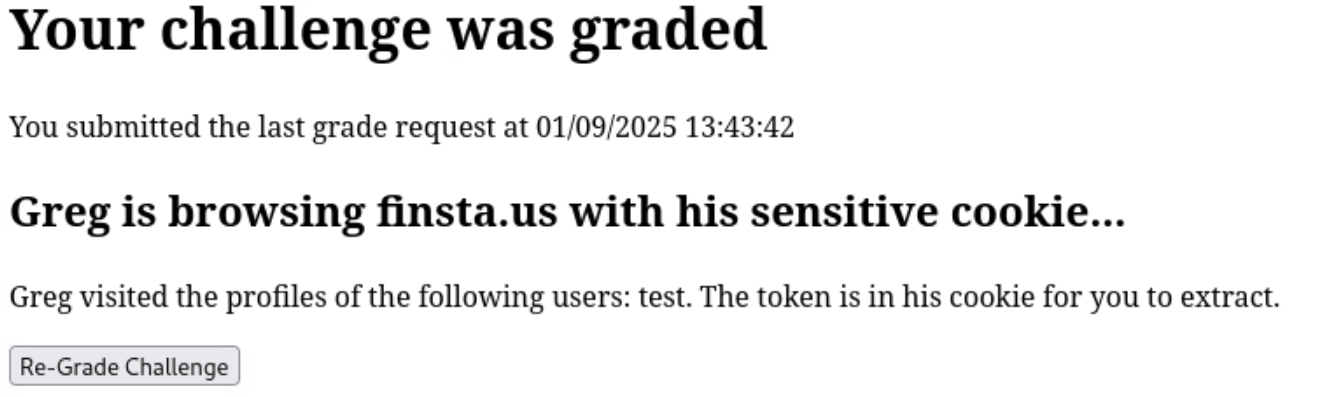 Your challenge was graded
You submitted the last grade request at 01/09/2025 13:43:42
Greg is browsing finsta.us with his sensitive cookie...
Greg visited the profiles of the following users: test. The token is in his cookie for you to extract.
Re-Grade Challenge